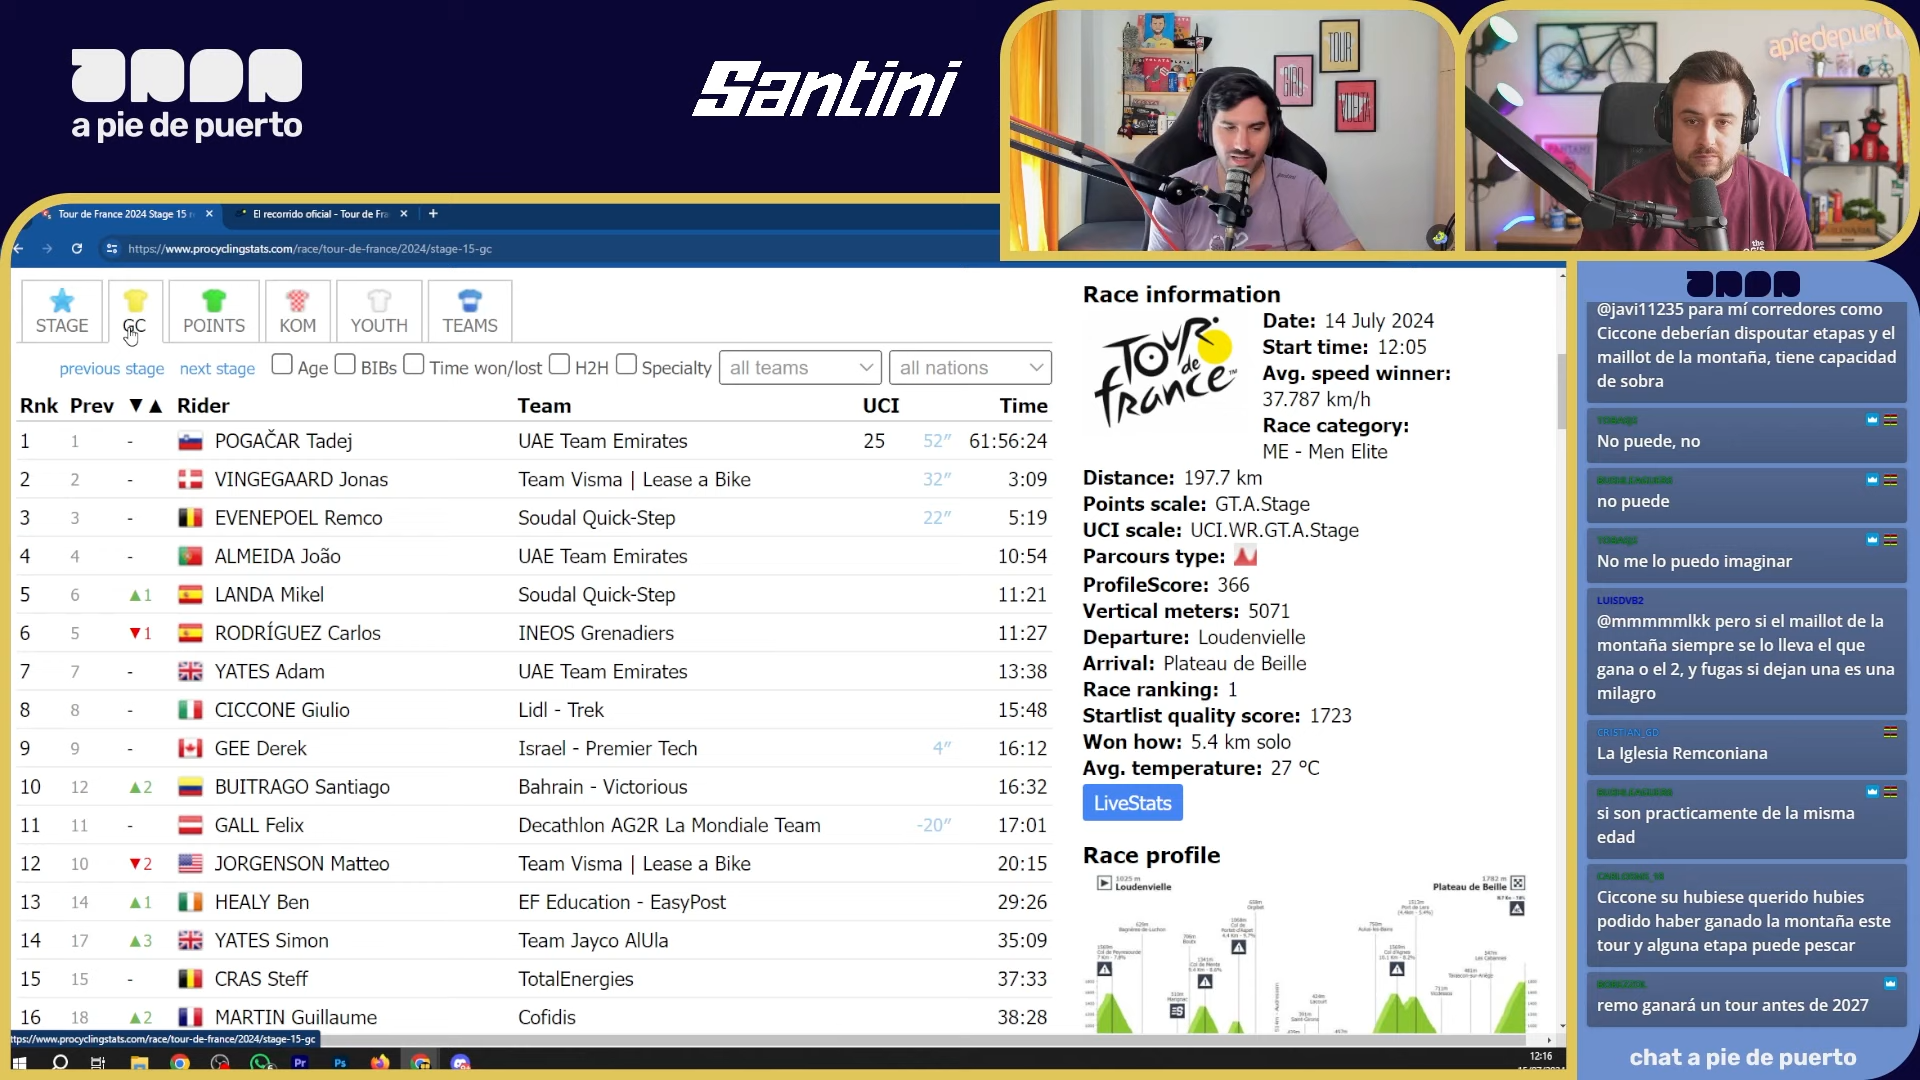 a pie de puerto
Santini
TOUR
GIRO
VUELTA
apiedepuerto
Tour de France 2024 Stage 15 r
El recorrido oficial - Tour de Fra
https://www.procyclingstats.com/race/tour-de-france/2024/stage-15-gc
STAGE GC POINTS KOM YOUTH TEAMS
previous stage next stage Age BIBs Time won/lost H2H Specialty all teams all nations
Rnk Prev ▼▲ Rider Team UCI Time
1 1 - POGAČAR Tadej UAE Team Emirates 25 52″ 61:56:24
2 2 - VINGEGAARD Jonas Team Visma | Lease a Bike 32″ 3:09
3 3 - EVENEPOEL Remco Soudal Quick-Step 22″ 5:19
4 4 - ALMEIDA João UAE Team Emirates 10:54
5 6 ▲1 LANDA Mikel Soudal Quick-Step 11:21
6 5 ▼1 RODRÍGUEZ Carlos INEOS Grenadiers 11:27
7 7 - YATES Adam UAE Team Emirates 13:38
8 8 - CICCONE Giulio Lidl - Trek 15:48
9 9 - GEE Derek Israel - Premier Tech 4″ 16:12
10 12 ▲2 BUITRAGO Santiago Bahrain - Victorious 16:32
11 11 - GALL Felix Decathlon AG2R La Mondiale Team -20″ 17:01
12 10 ▼2 JORGENSON Matteo Team Visma | Lease a Bike 20:15
13 14 ▲1 HEALY Ben EF Education - EasyPost 29:26
14 17 ▲3 YATES Simon Team Jayco AlUla 35:09
15 15 - CRAS Steff TotalEnergies 37:33
16 18 ▲2 MARTIN Guillaume Cofidis 38:28
ttps://www.procyclingstats.com/race/tour-de-france/2024/stage-15-gc
12:16
Race information
TOUR de france
Date: 14 July 2024
Start time: 12:05
Avg. speed winner:
37.787 km/h
Race category:
ME - Men Elite
Distance: 197.7 km
Points scale: GT.A.Stage
UCI scale: UCI.WR.GT.A.Stage
Parcours type:
ProfileScore: 366
Vertical meters: 5071
Departure: Loudenvielle
Arrival: Plateau de Beille
Race ranking: 1
Startlist quality score: 1723
Won how: 5.4 km solo
Avg. temperature: 27 °C
LiveStats
Race profile
1025 m
Loudenvielle
1782 m
Plateau de Beille
@javi11235 para mí corredores como
Ciccone deberían dispoutar etapas y el
maillot de la montaña, tiene capacidad
de sobra
No puede, no
no puede
No me lo puedo imaginar
LUISDVB2
@mmmmmlkk pero si el maillot de la
montaña siempre se lo lleva el que
gana o el 2, y fugas si dejan una es una
milagro
CRISTIAN_GD
La Iglesia Remconiana
si son practicamente de la misma
edad
Ciccone su hubiese querido hubies
podido haber ganado la montaña este
tour y alguna etapa puede pescar
remo ganará un tour antes de 2027
chat a pie de puerto